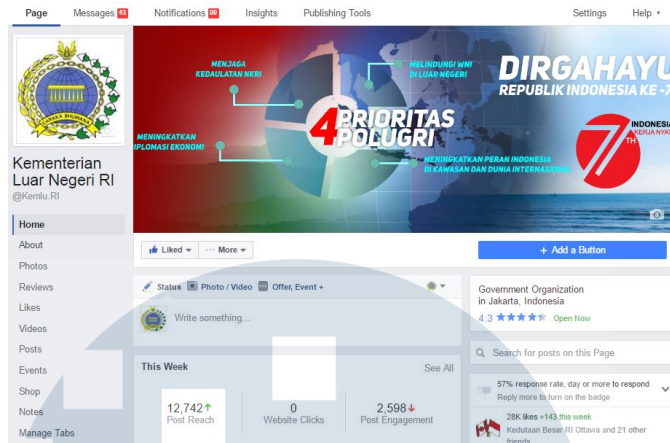 Page Messages 43 Notifications Insights Publishing Tools Settings Help
CARAKA BHUWANA
MENJAGA
KEDAULATAN NKRI
MELINDUNGI WNI
DI LUAR NEGERI
DIRGAHAYU
REPUBLIK INDONESIA KE -7
4 PRIORITAS
POLUGRI
MENINGKATKAN
IPLOMASI EKONOMI
MENINGKATKAN PERAN INDONESIA
DI KAWASAN DAN DUNIA INTERNASIONAL
71TH
INDONESIA
KERJA NYAT
Kementerian
Luar Negeri RI
@Kemlu.RI
Home
About
Photos
Reviews
Likes
Videos
Posts
Events
Shop
Notes
Manage Tabs
Liked ··· More
+ Add a Button
Status Photo / Video Offer, Event +
Write something...
This Week See All
12,742
Post Reach
0
Website Clicks
2,598
Post Engagement
Government Organization
in Jakarta, Indonesia
4.3 ★★★★ Open Now
Search for posts on this Page
57% response rate, day or more to respond
Reply more to turn on the badge
28K likes +143 this week
Kedutaan Besar RI Ottawa and 21 other
friends